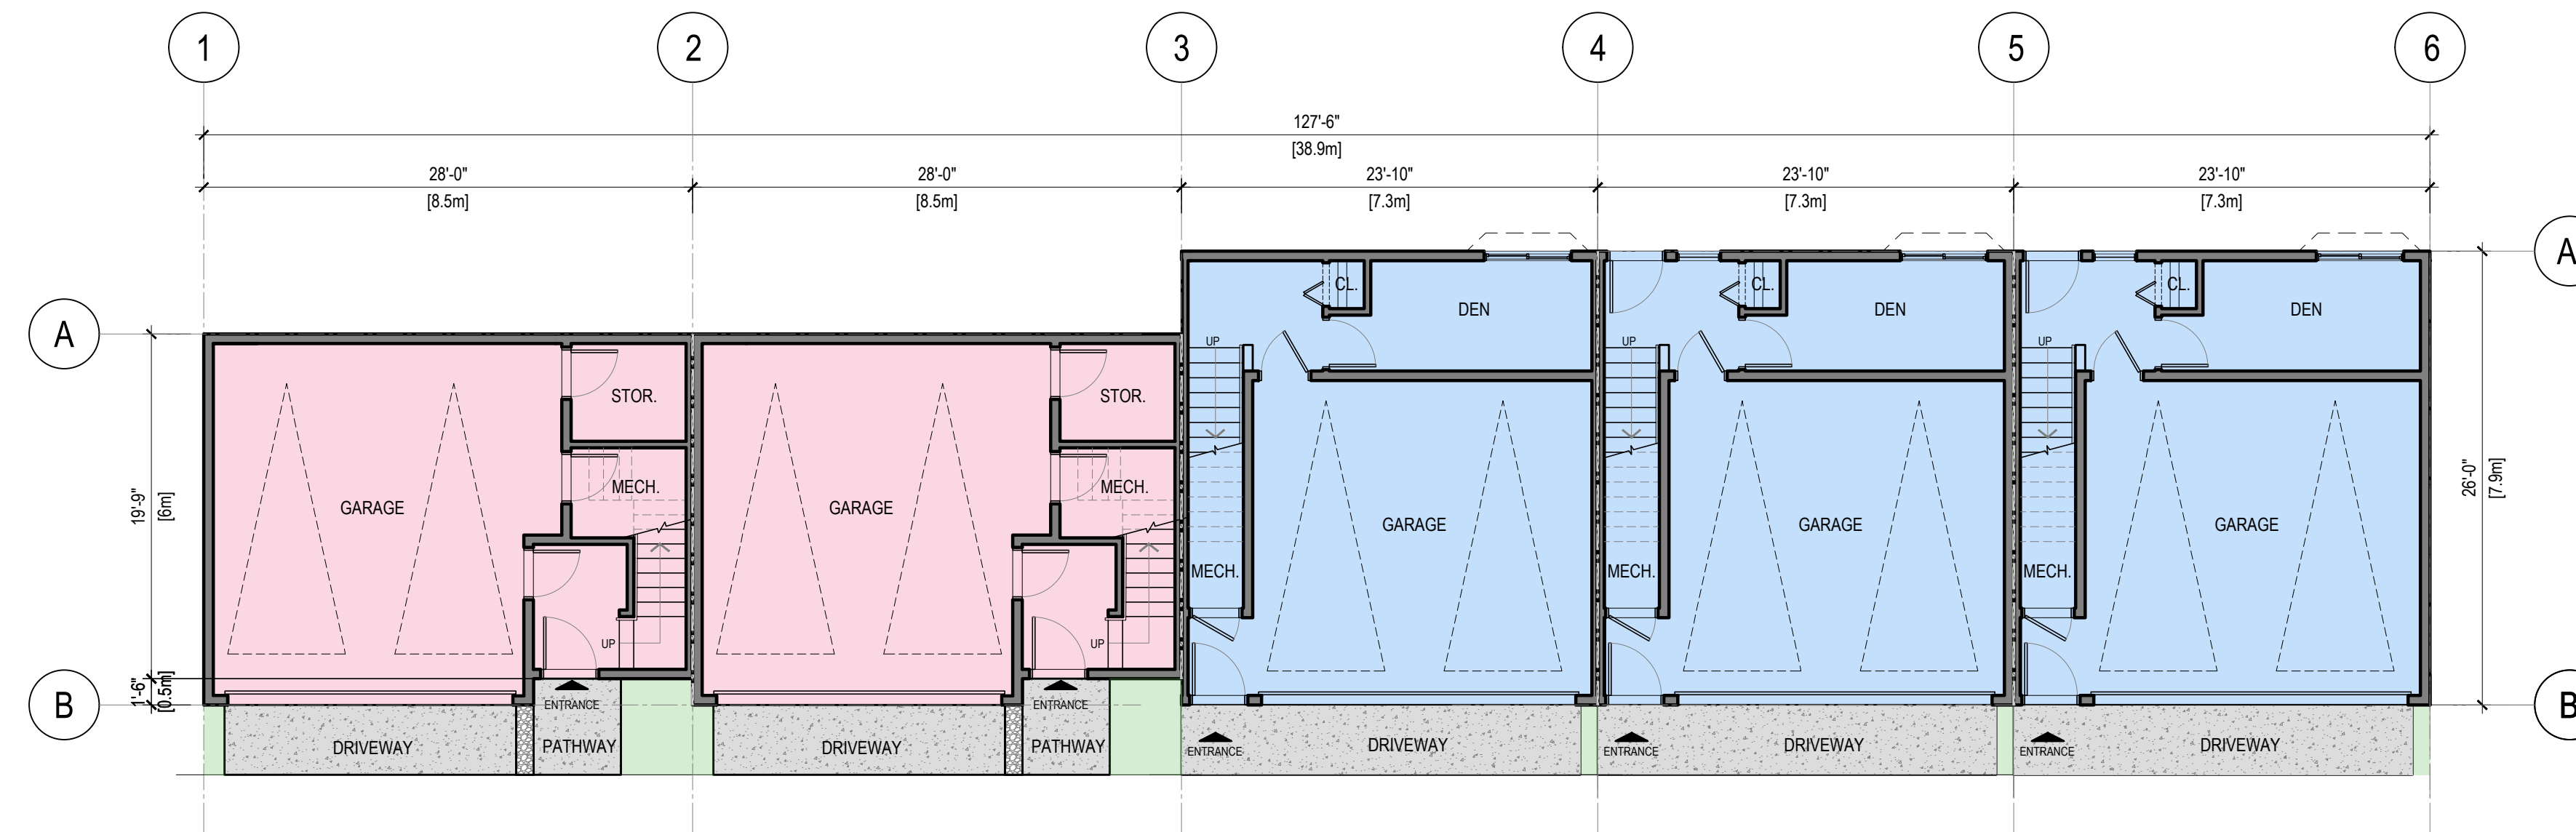 1 2 3 4 5 6
127'-6"
[38.9m]
28'-0" 28'-0" 23'-10" 23'-10" 23'-10"
[8.5m] [8.5m] [7.3m] [7.3m] [7.3m]
A
A
CL. CL. CL.
DEN DEN DEN
UP UP UP
STOR. STOR.
MECH. MECH.
19'-9"
[6m]
26'-0"
[7.9m]
GARAGE GARAGE
GARAGE GARAGE GARAGE
MECH. MECH. MECH.
UP UP
1'-6"
[0.5m]
B
B
ENTRANCE ENTRANCE
DRIVEWAY PATHWAY DRIVEWAY PATHWAY
ENTRANCE DRIVEWAY ENTRANCE DRIVEWAY ENTRANCE DRIVEWAY